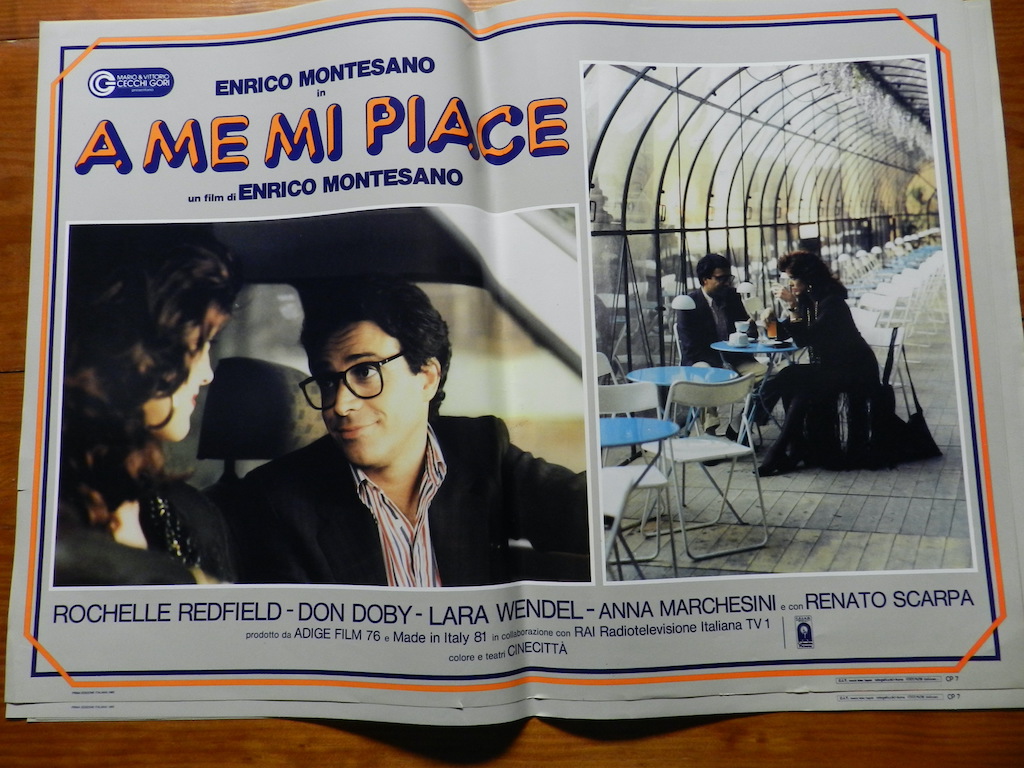 MARIO & VITTORIO
CECCHI GORI
ENRICO MONTESANO
in
A ME MI PIACE
un film di ENRICO MONTESANO
ROCHELLE REDFIELD - DON DOBY - LARA WENDEL - ANNA MARCHESINI e con RENATO SCARPA
prodotto da ADIGE FILM 76 e Made in Italy 81 in collaborazione con RAI Radiotelevisione Italiana TV 1
colore e teatri CINECITTÀ
CP 7
CP 7